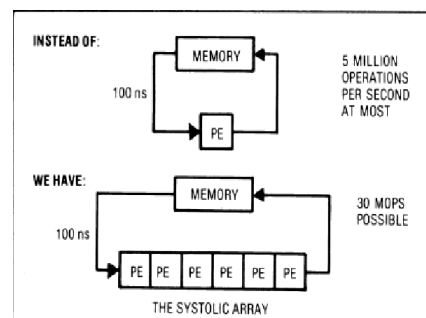 INSTEAD OF:
MEMORY
100 ns
PE
5 MILLION
OPERATIONS
PER SECOND
AT MOST
WE HAVE:
MEMORY
100 ns
PE PE PE PE PE PE
30 MOPS
POSSIBLE
THE SYSTOLIC ARRAY